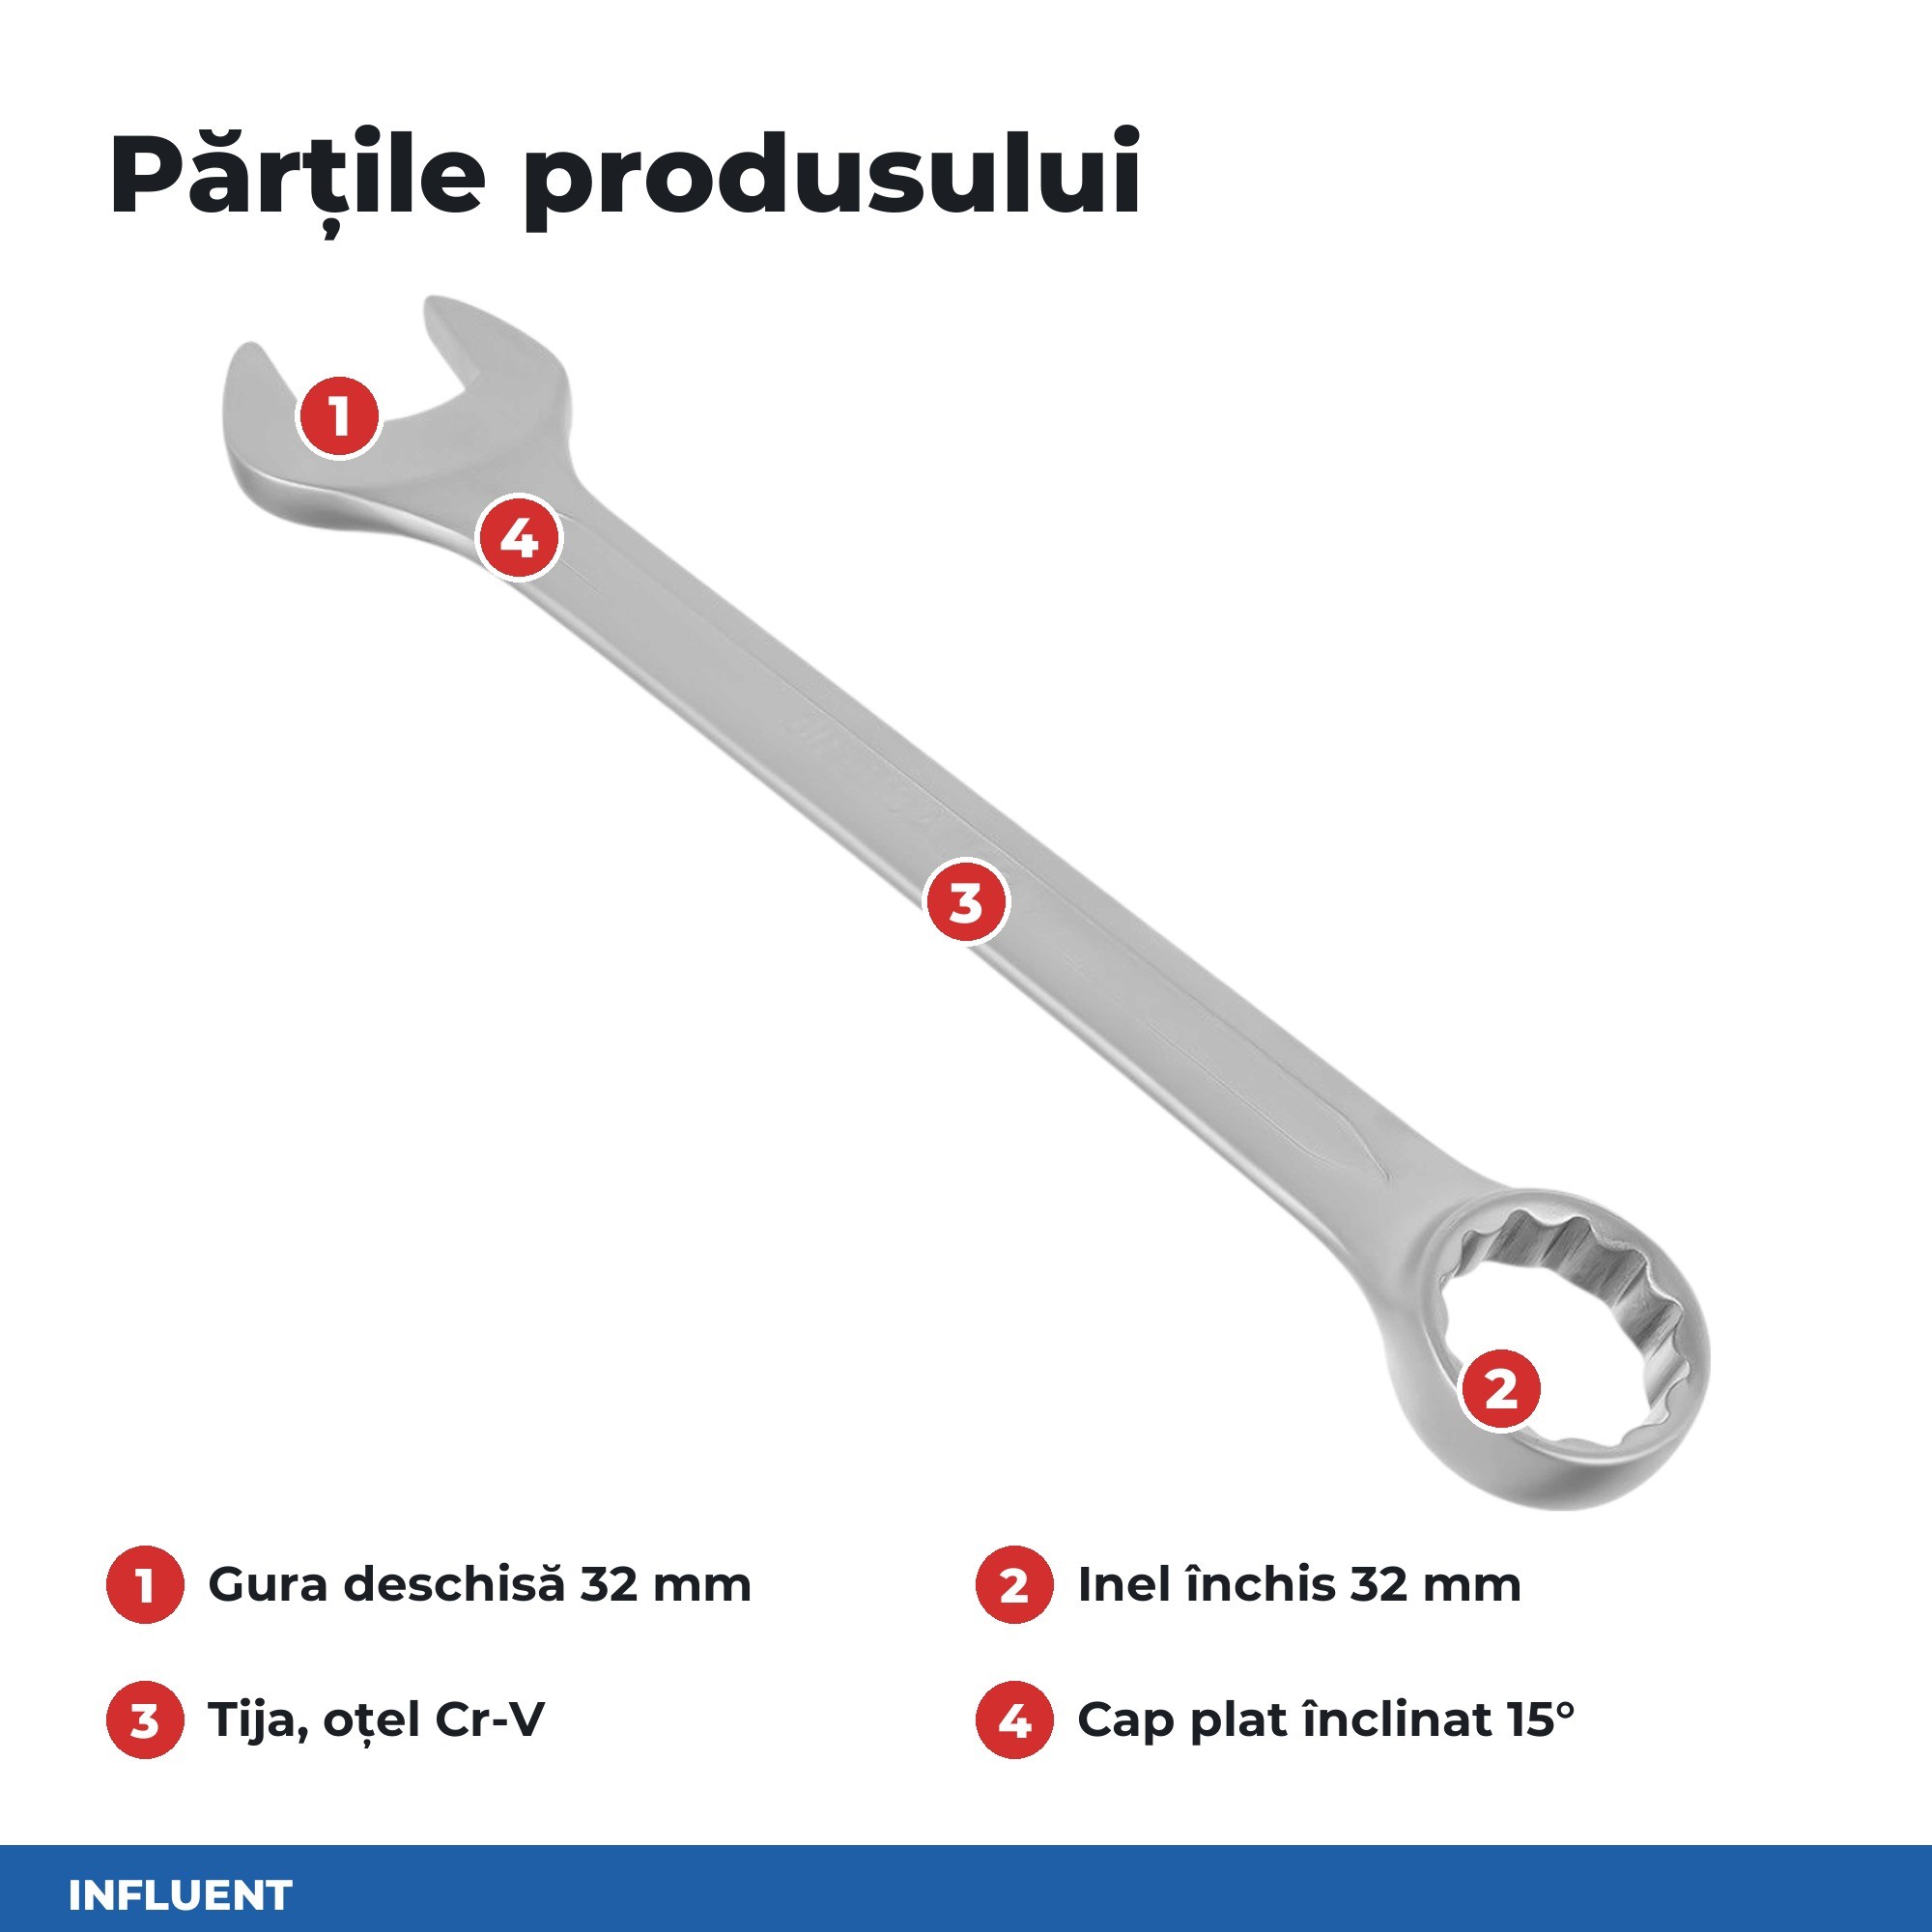 Părțile produsului
1
4
3
2
1 Gura deschisă 32 mm
2 Inel închis 32 mm
3 Tija, oțel Cr-V
4 Cap plat înclinat 15°
INFLUENT